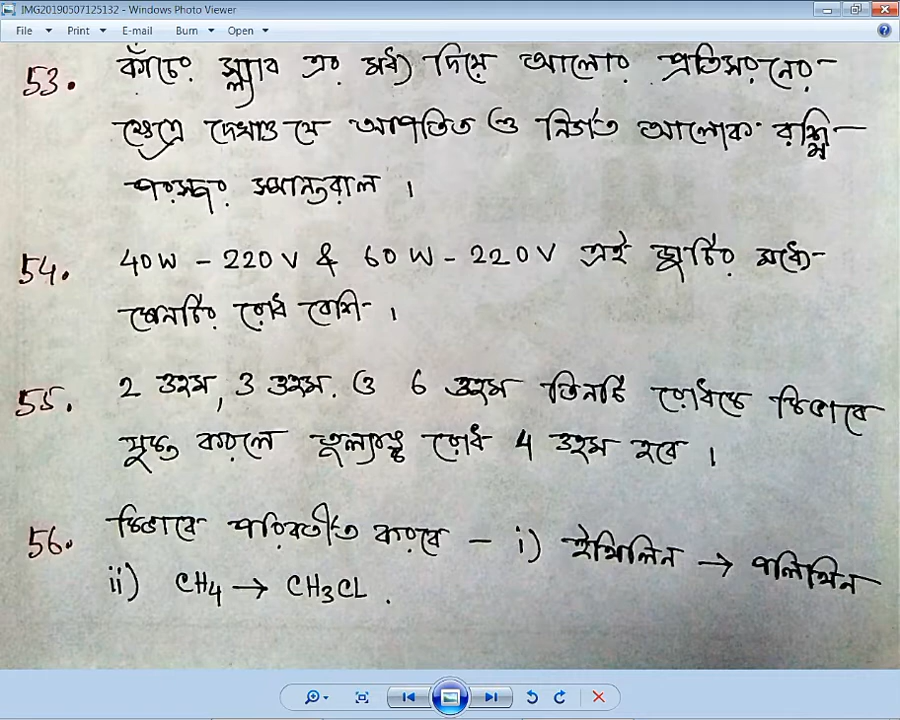 IMG20190507125132 - Windows Photo Viewer
File Print E-mail Burn Open
53. কাঁচের স্ল্যাব এর মধ্য দিয়ে আলোর প্রতিসরনের
ক্ষেত্রে দেখাও যে আপতিত ও নির্গত আলোক রশ্মি
পরস্পর সমান্তরাল ।
54. 40W - 220V & 60W - 220V এই দুটির মধ্যে
কোনটির রোধ বেশি ।
55. 2 ওহম, 3 ওহম. ও 6 ওহম তিনটি রোধকে কিভাবে
যুক্ত করলে তুল্যাঙ্ক রোধ 4 ওহম হবে ।
56. কিভাবে পরিবর্তীত করবে - i) ইথিলিন → পলিথিন
ii) CH4 → CH3CL .